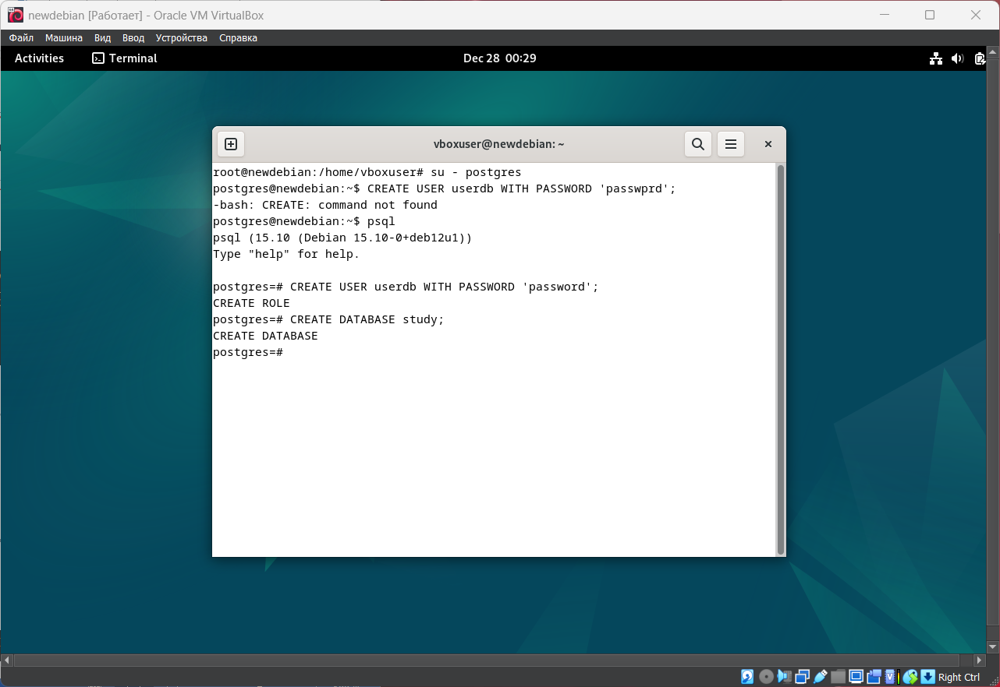 newdebian [Работает] - Oracle VM VirtualBox
Файл Машина Вид Ввод Устройства Справка
Activities Terminal Dec 28 00:29
vboxuser@newdebian: ~
root@newdebian:/home/vboxuser# su - postgres
postgres@newdebian:~$ CREATE USER userdb WITH PASSWORD 'passwprd';
-bash: CREATE: command not found
postgres@newdebian:~$ psql
psql (15.10 (Debian 15.10-0+deb12u1))
Type "help" for help.
postgres=# CREATE USER userdb WITH PASSWORD 'password';
CREATE ROLE
postgres=# CREATE DATABASE study;
CREATE DATABASE
postgres=#
Right Ctrl